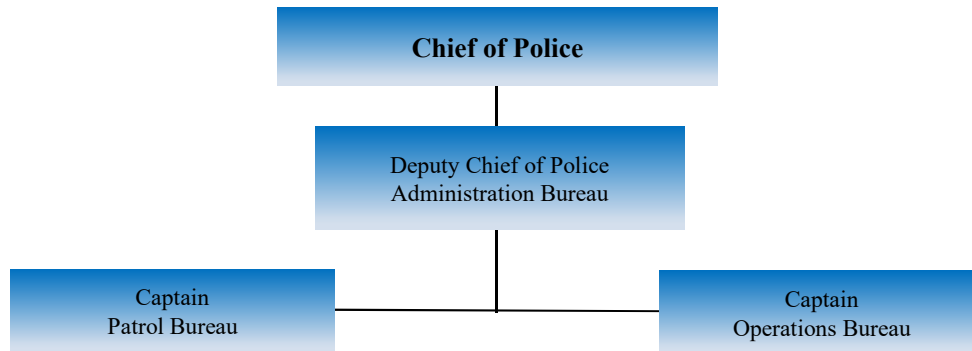 Chief of Police
Deputy Chief of Police
Administration Bureau
Captain
Patrol Bureau
Captain
Operations Bureau